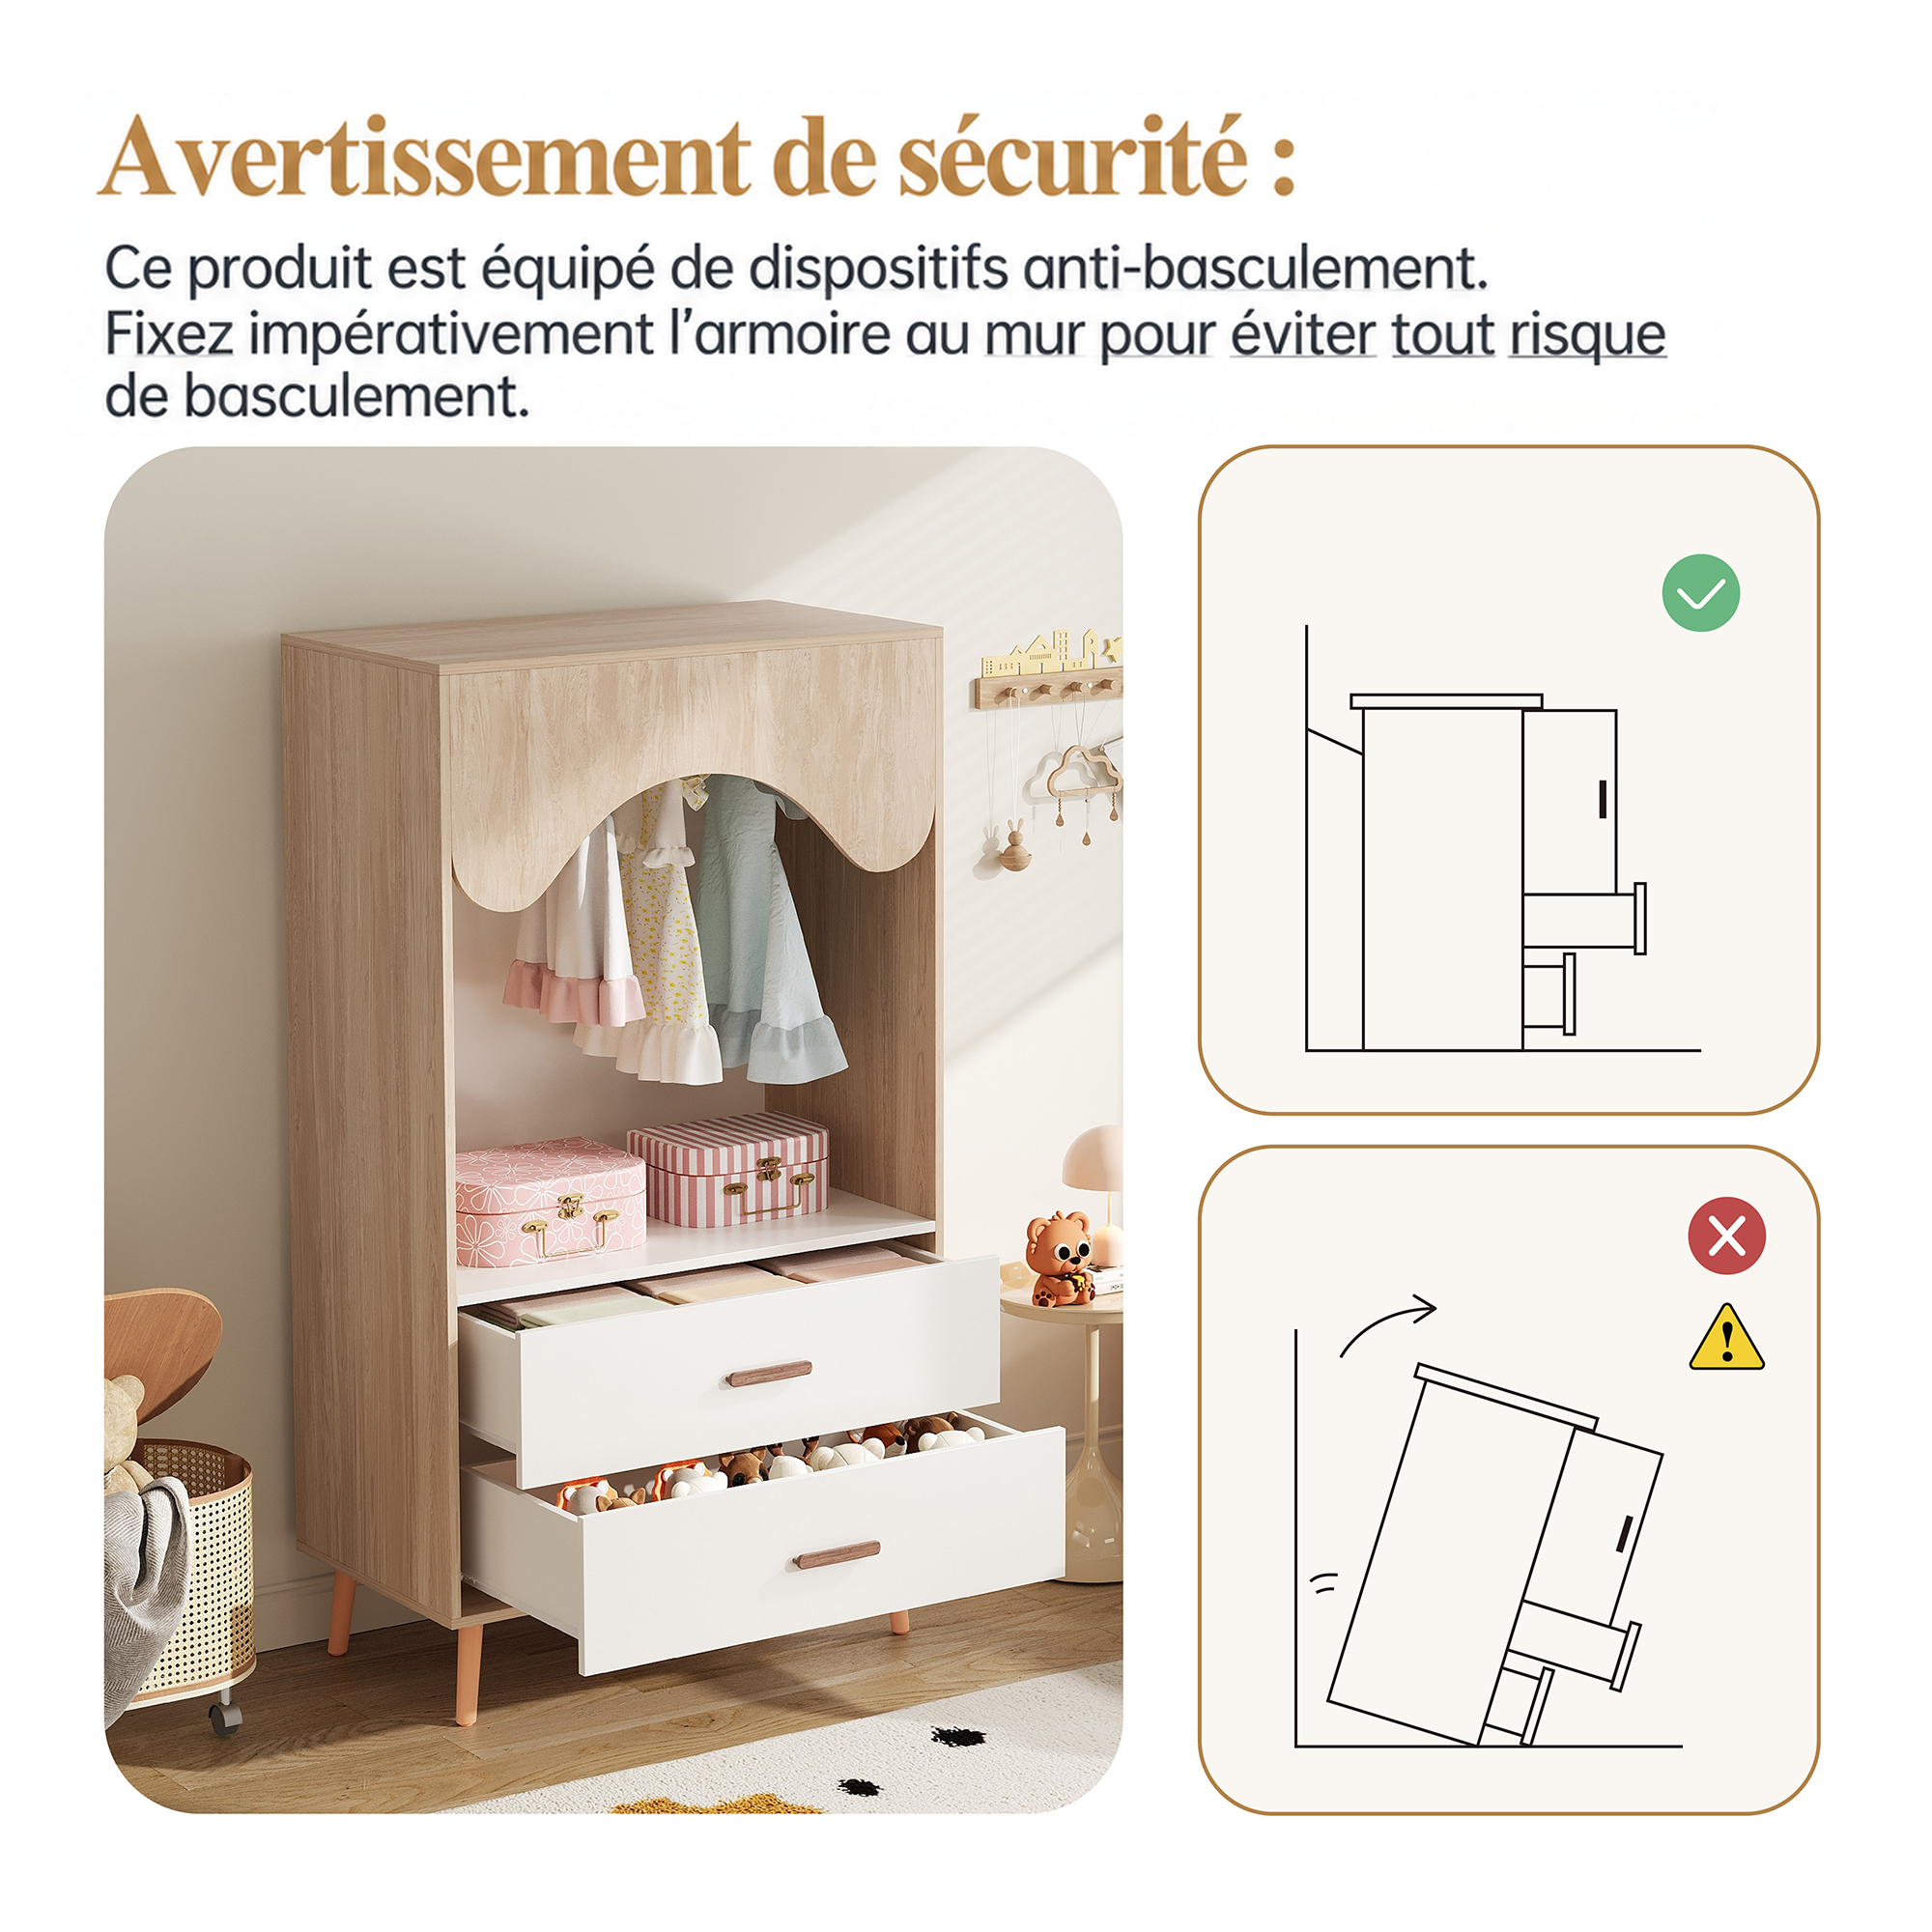 Avertissement de sécurité :
Ce produit est équipé de dispositifs anti-basculement.
Fixez impérativement l’armoire au mur pour éviter tout risque
de basculement.